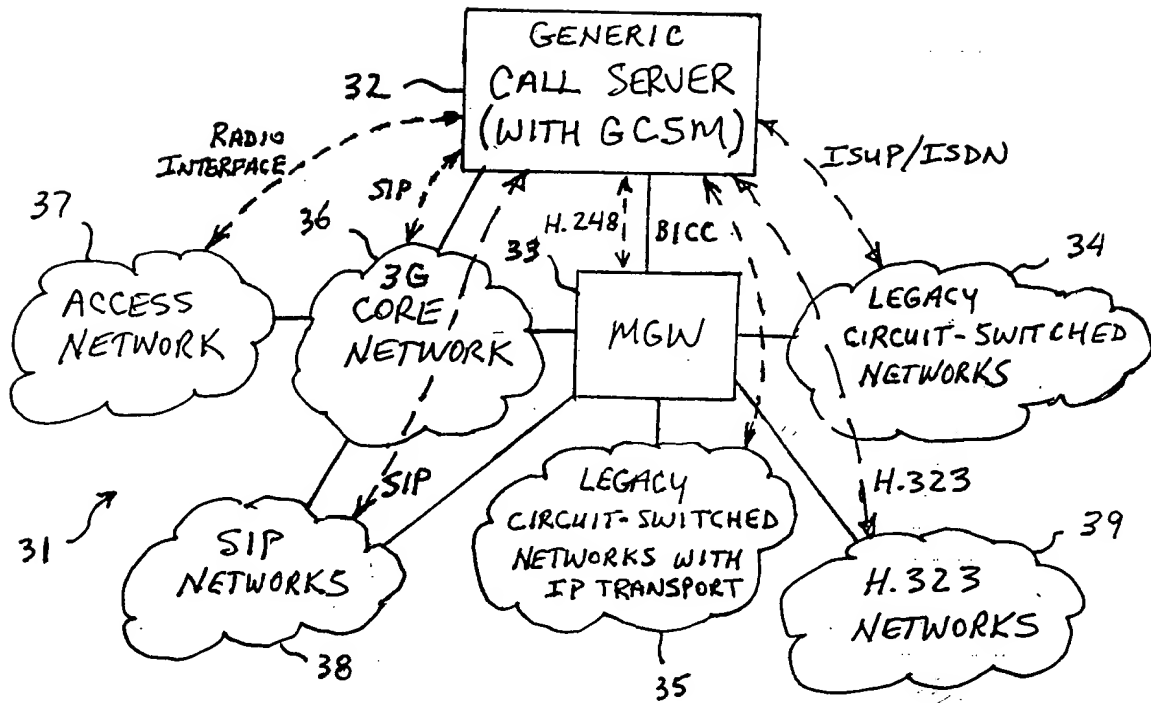 GENERIC
CALL SERVER
(WITH GCSM)
32
RADIO
INTERFACE
SIP
H.248
BICC
ISUP/ISDN
37
36
33
34
ACCESS
NETWORK
3G
CORE
NETWORK
MGW
LEGACY
CIRCUIT-SWITCHED
NETWORKS
SIP
H.323
31
SIP
NETWORKS
38
LEGACY
CIRCUIT-SWITCHED
NETWORKS WITH
IP TRANSPORT
35
39
H.323
NETWORKS